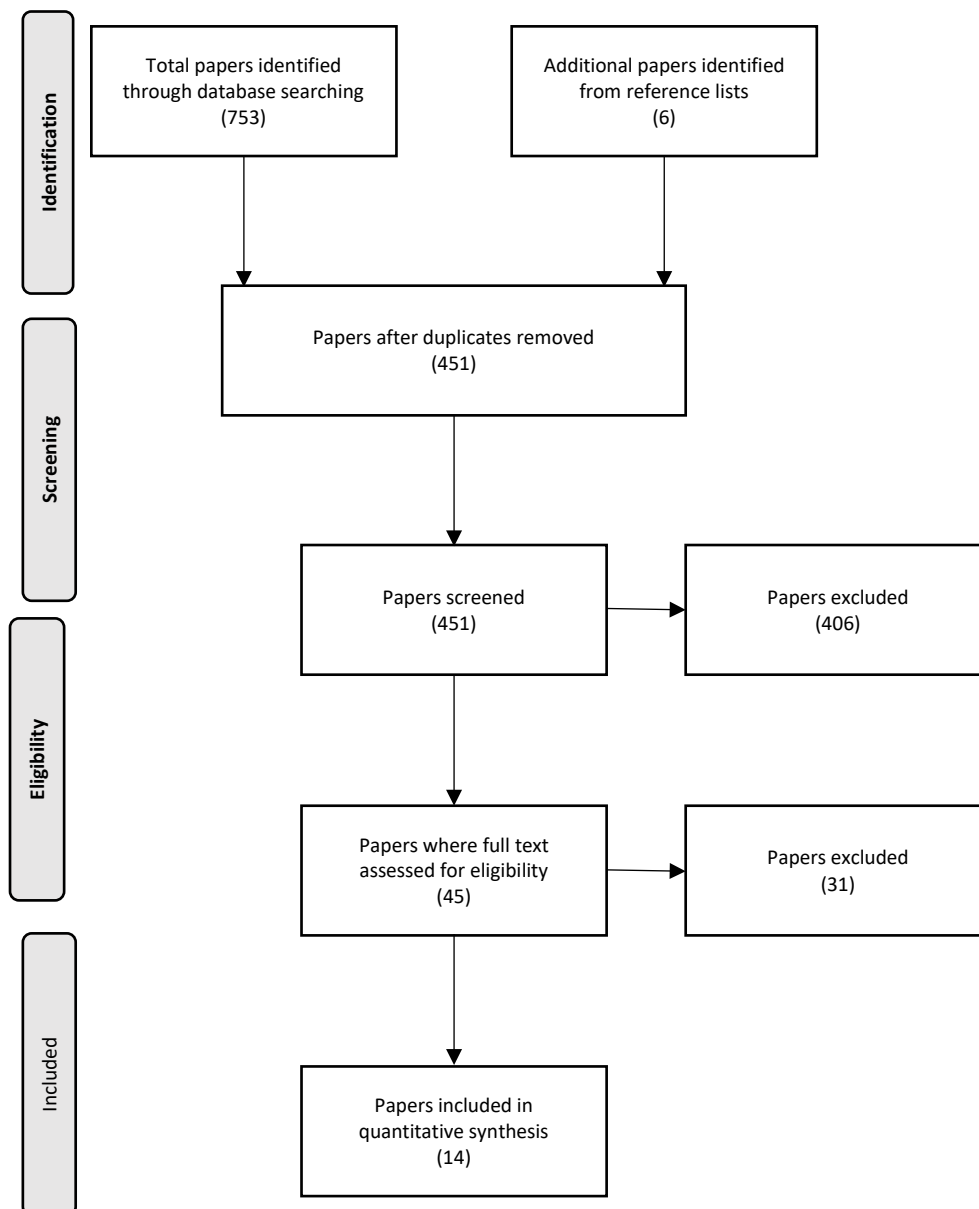 Identification
Total papers identified
through database searching
(753)
Additional papers identified
from reference lists
(6)
Screening
Papers after duplicates removed
(451)
Papers screened
(451)
Papers excluded
(406)
Eligibility
Papers where full text
assessed for eligibility
(45)
Papers excluded
(31)
Included
Papers included in
quantitative synthesis
(14)